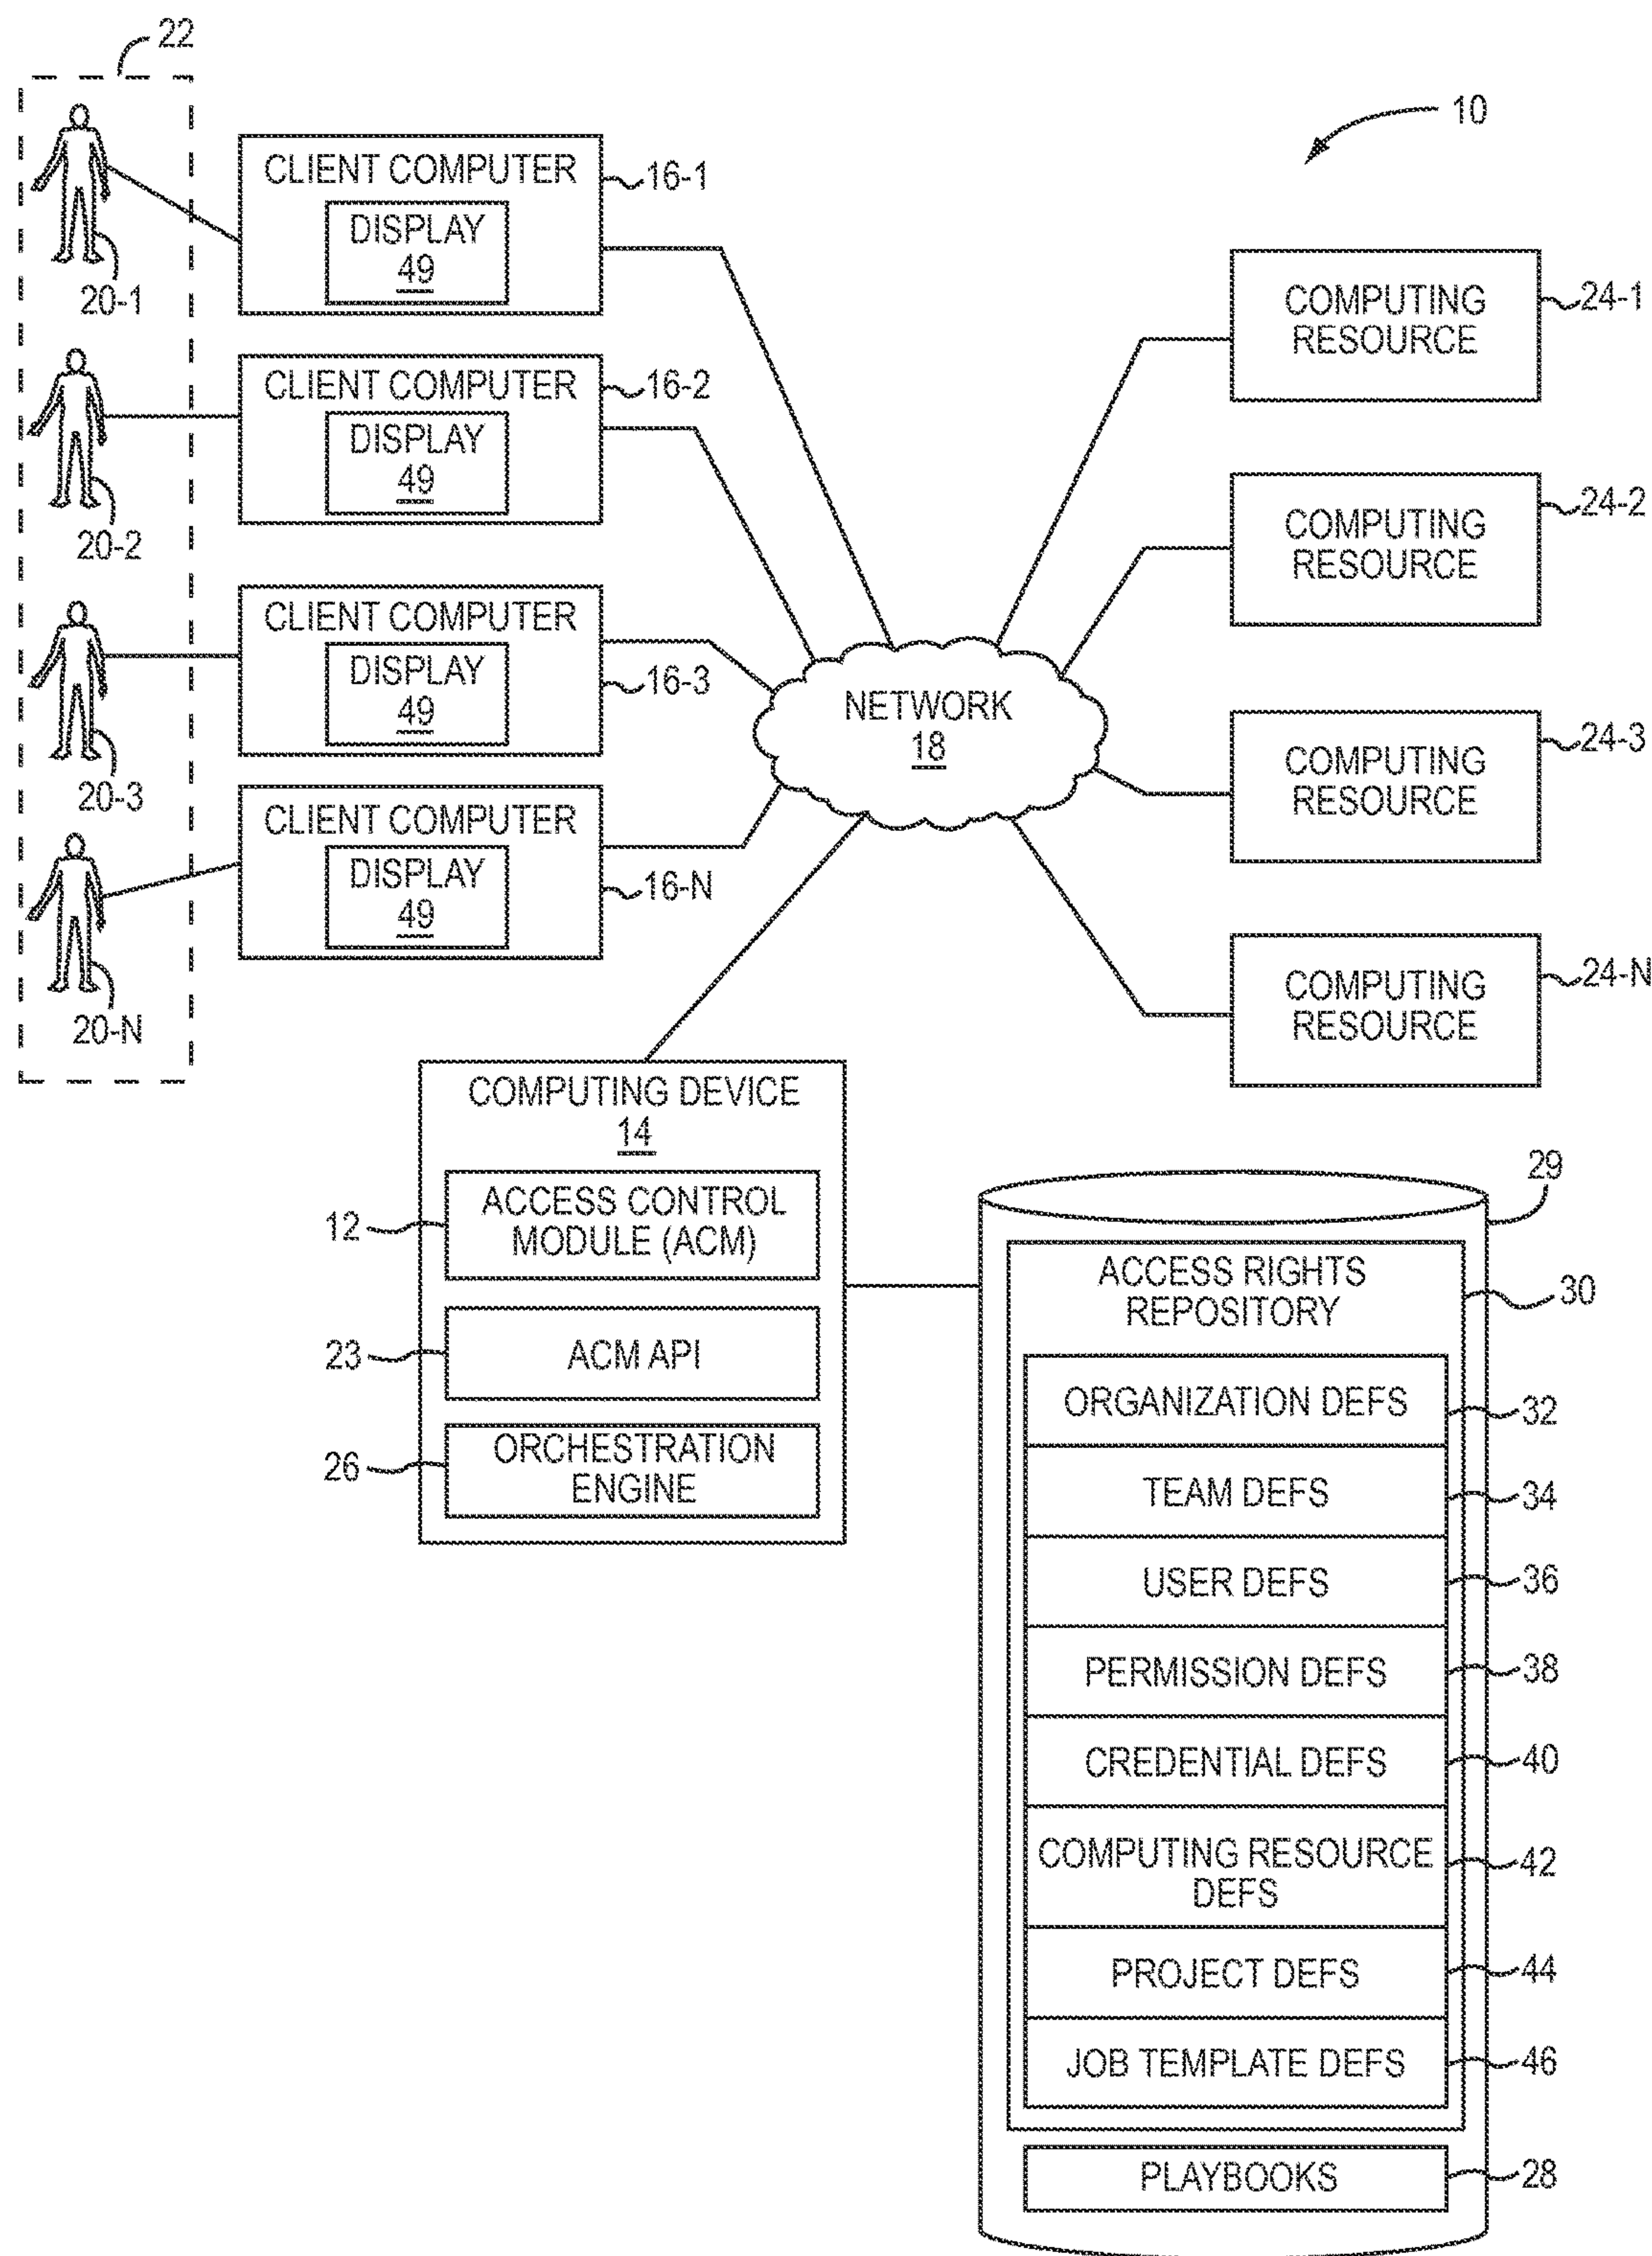 22
10
CLIENT COMPUTER
16-1
DISPLAY
49
20-1
COMPUTING
RESOURCE
24-1
CLIENT COMPUTER
16-2
DISPLAY
49
20-2
COMPUTING
RESOURCE
24-2
CLIENT COMPUTER
DISPLAY
49
16-3
20-3
NETWORK
18
COMPUTING
RESOURCE
24-3
CLIENT COMPUTER
DISPLAY
49
16-N
20-N
COMPUTING
RESOURCE
24-N
COMPUTING DEVICE
14
12
ACCESS CONTROL
MODULE (ACM)
23
ACM API
26
ORCHESTRATION
ENGINE
29
ACCESS RIGHTS
REPOSITORY
30
ORGANIZATION DEFS
32
TEAM DEFS
34
USER DEFS
36
PERMISSION DEFS
38
CREDENTIAL DEFS
40
COMPUTING RESOURCE
DEFS
42
PROJECT DEFS
44
JOB TEMPLATE DEFS
46
PLAYBOOKS
28